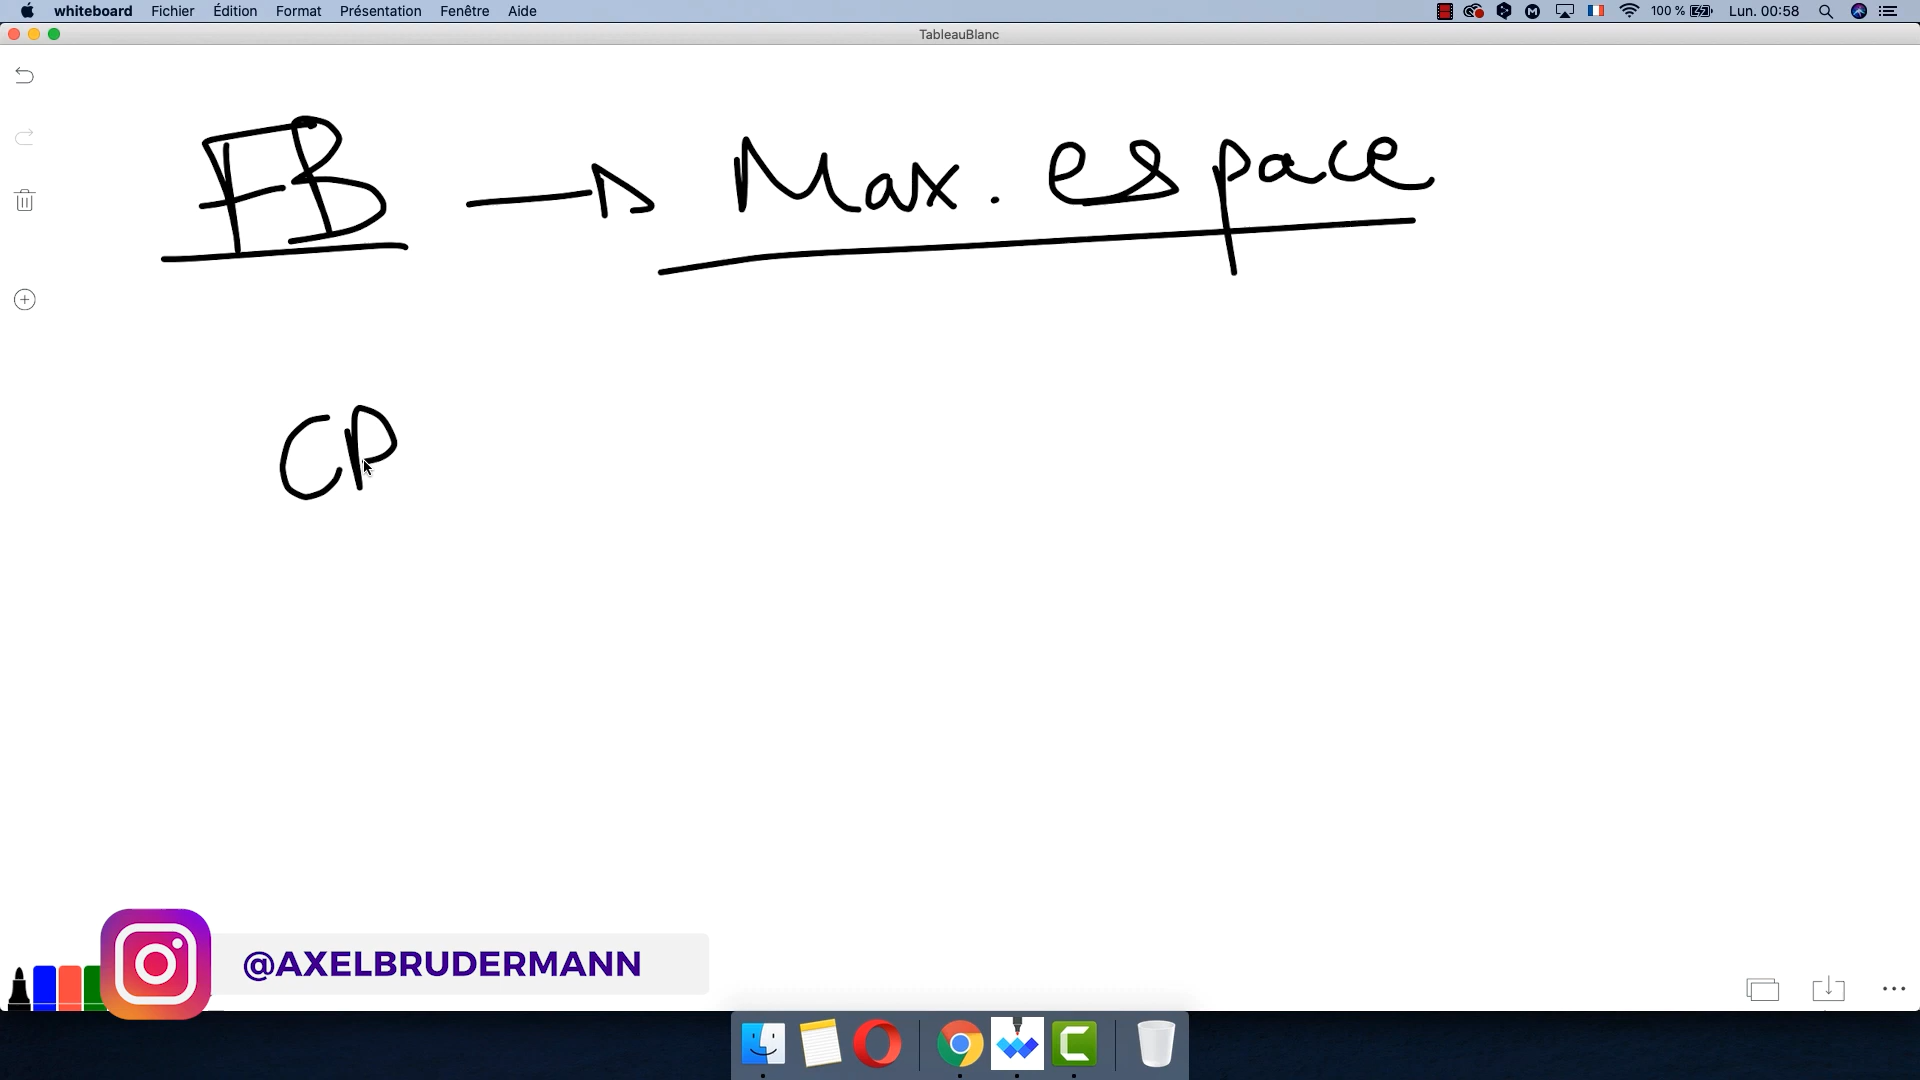 whiteboard Fichier Édition Format Présentation Fenêtre Aide 100 % Lun. 00:58
TableauBlanc
FB → Max. espace
CP
@AXELBRUDERMANN